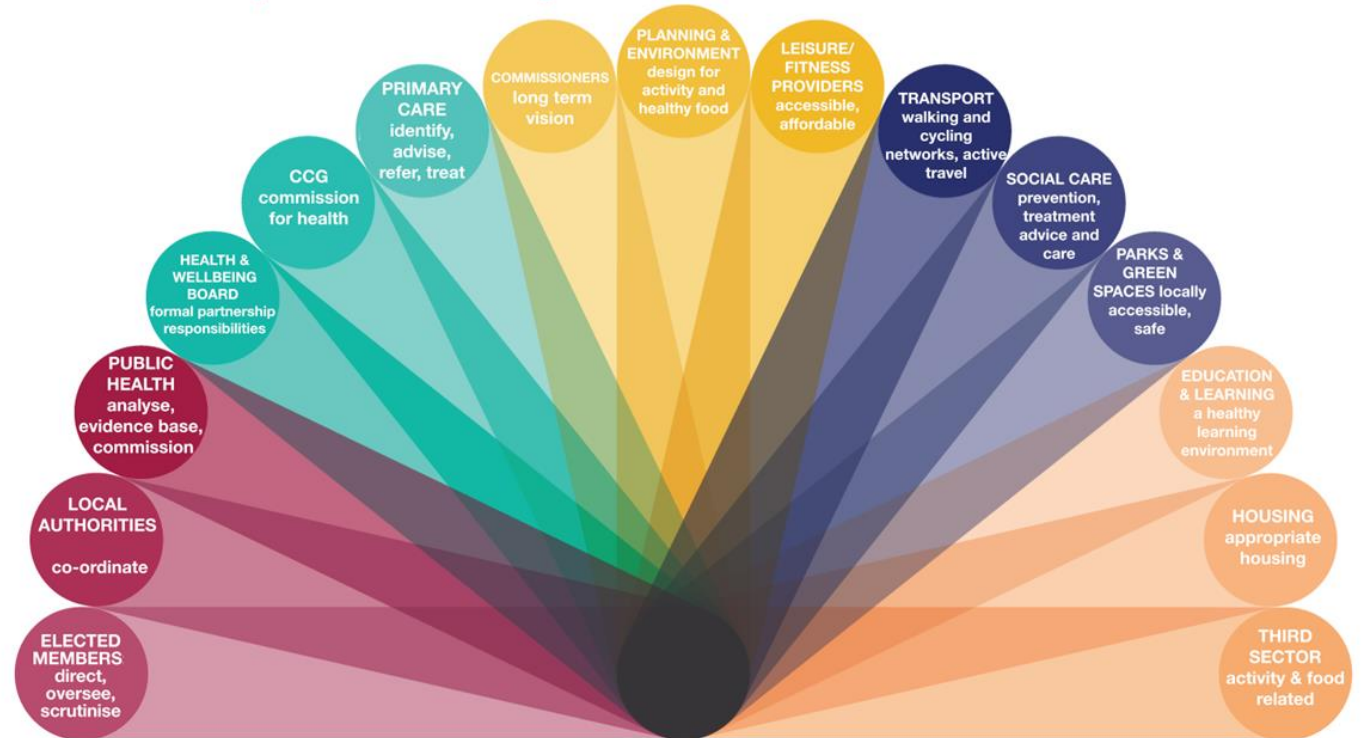 ELECTED
MEMBERS
direct,
oversee,
scrutinise
LOCAL
AUTHORITIES
co-ordinate
PUBLIC
HEALTH
analyse,
evidence base,
commission
HEALTH &
WELLBEING
BOARD
formal partnership
responsibilities
CCG
commission
for health
PRIMARY
CARE
identify,
advise,
refer, treat
COMMISSIONERS
long term
vision
PLANNING &
ENVIRONMENT
design for
activity and
healthy food
LEISURE/
FITNESS
PROVIDERS
accessible,
affordable
TRANSPORT
walking and
cycling
networks, active
travel
SOCIAL CARE
prevention,
treatment
advice and
care
PARKS &
GREEN
SPACES locally
accessible,
safe
EDUCATION
& LEARNING
a healthy
learning
environment
HOUSING
appropriate
housing
THIRD
SECTOR
activity & food
related